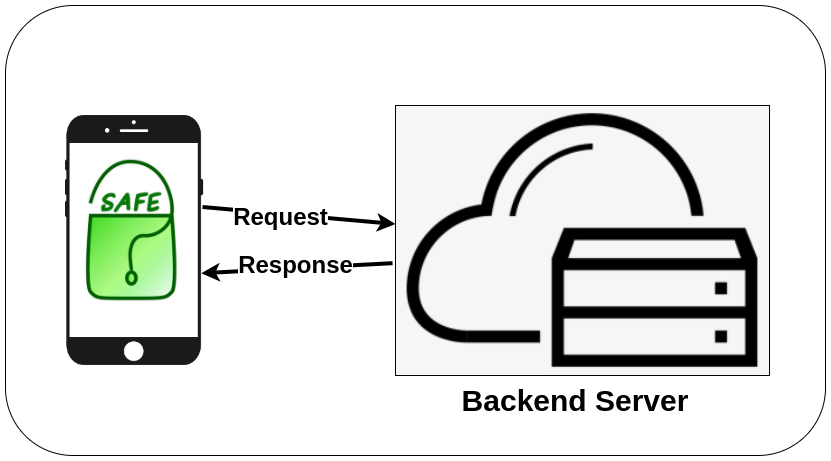 SAFE
Request
Response
Backend Server